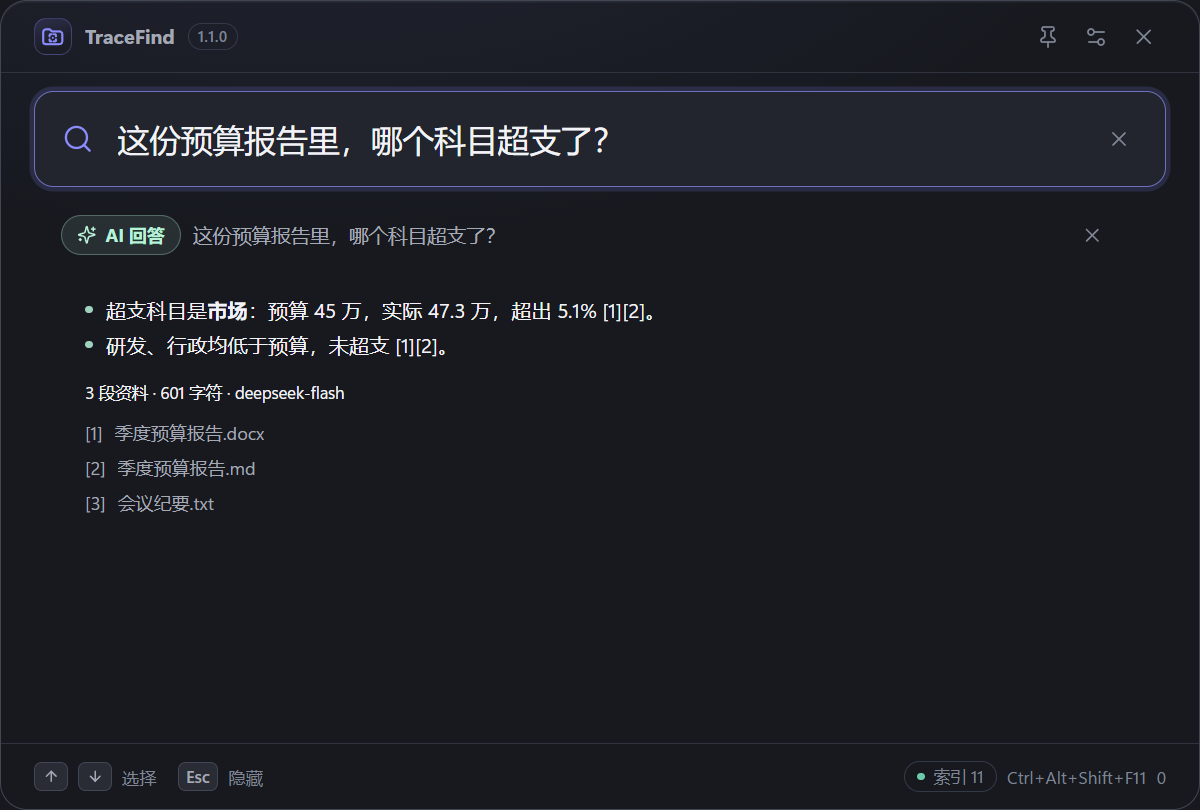 TraceFind 1.1.0
这份预算报告里，哪个科目超支了？
AI 回答 这份预算报告里，哪个科目超支了？
• 超支科目是市场：预算 45 万，实际 47.3 万，超出 5.1% [1][2]。
• 研发、行政均低于预算，未超支 [1][2]。
3 段资料 · 601 字符 · deepseek-flash
[1] 季度预算报告.docx
[2] 季度预算报告.md
[3] 会议纪要.txt
↑ ↓ 选择 Esc 隐藏 索引 11 Ctrl+Alt+Shift+F11 0